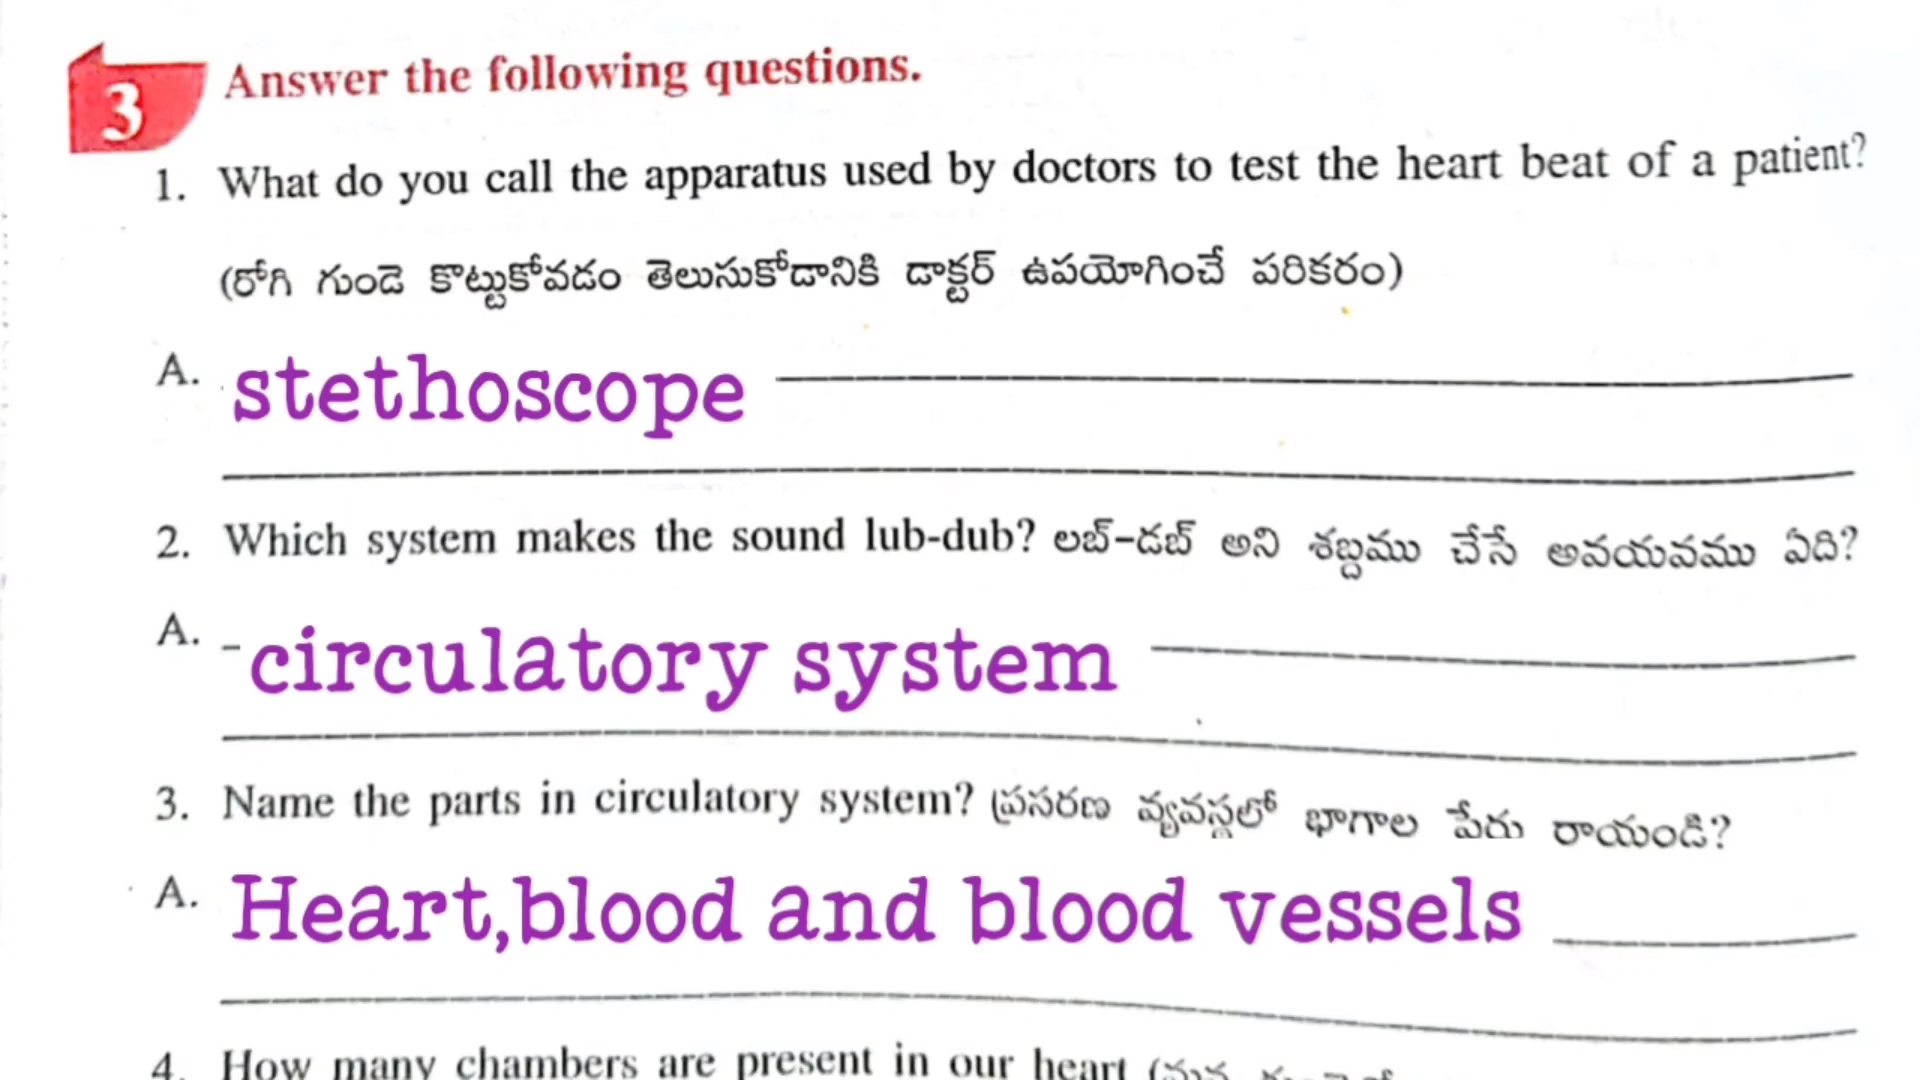 3 Answer the following questions.
1. What do you call the apparatus used by doctors to test the heart beat of a patient?
(రోగి గుండె కొట్టుకోవడం తెలుసుకోడానికి డాక్టర్ ఉపయోగించే పరికరం)
A. stethoscope
2. Which system makes the sound lub-dub? లబ్-డబ్ అని శబ్దము చేసే అవయవము ఏది?
A. circulatory system
3. Name the parts in circulatory system? (ప్రసరణ వ్యవస్థలో భాగాల పేరు రాయండి?
A. Heart,blood and blood vessels
4. How many chambers are present in our heart